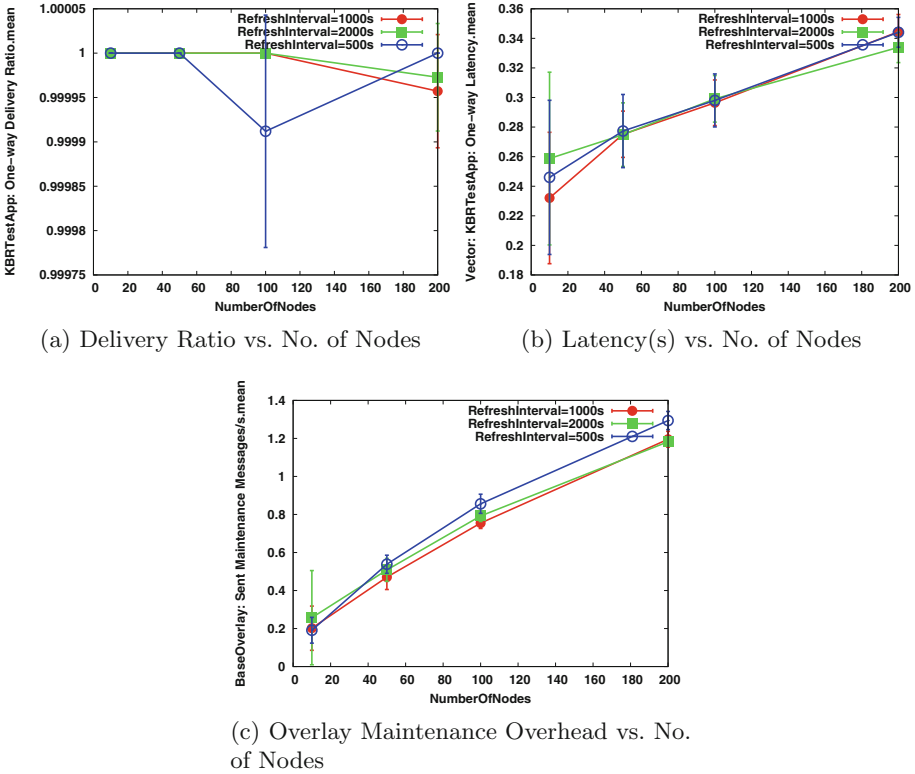 1.00005
1
0.99995
0.9999
0.99985
0.9998
0.99975
KBRTestApp: One-way Delivery Ratio.mean
RefreshInterval=1000s
RefreshInterval=2000s
RefreshInterval=500s
0 20 40 60 80 100 120 140 160 180 200
NumberOfNodes
(a) Delivery Ratio vs. No. of Nodes
0.36
0.34
0.32
0.3
0.28
0.26
0.24
0.22
0.2
0.18
Vector: KBRTestApp: One-way Latency.mean
RefreshInterval=1000s
RefreshInterval=2000s
RefreshInterval=500s
0 20 40 60 80 100 120 140 160 180 200
NumberOfNodes
(b) Latency(s) vs. No. of Nodes
1.4
1.2
1
0.8
0.6
0.4
0.2
0
BaseOverlay: Sent Maintenance Messages/s.mean
RefreshInterval=1000s
RefreshInterval=2000s
RefreshInterval=500s
0 20 40 60 80 100 120 140 160 180 200
NumberOfNodes
(c) Overlay Maintenance Overhead vs. No.
of Nodes